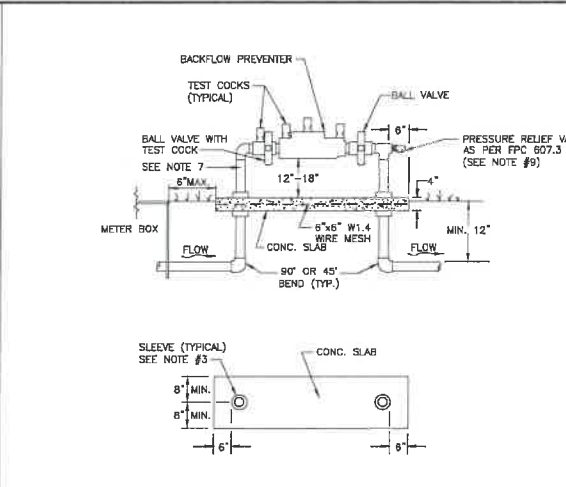 BACKFLOW PREVENTER
TEST COCKS
(TYPICAL)
BALL VALVE
6"
BALL VALVE WITH
TEST COCK
PRESSURE RELIEF VA
AS PER FPC 607.3
(SEE NOTE #9)
SEE NOTE 7
6"MAX.
12"-18"
4"
METER BOX
6"x6" W1.4
WIRE MESH
MIN. 12"
CONC. SLAB
FLOW
FLOW
90° OR 45°
BEND (TYP.)
SLEEVE (TYPICAL)
SEE NOTE #3
CONC. SLAB
8" MIN.
8" MIN.
6"
6"